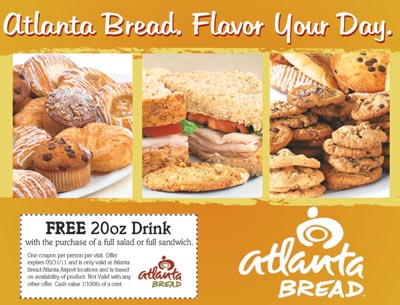 Atlanta Bread. Flavor Your Day.
FREE 20oz Drink
with the purchase of a full salad or full sandwich.
One coupon per person per visit. Offer
expires 05/31/11 and is only valid at Atlanta
Bread Atlanta Airport locations and is based
on availability of product. Not Valid with any
other offer. Cash value 1/100th of a cent.
atlanta
BREAD
atlanta
BREAD